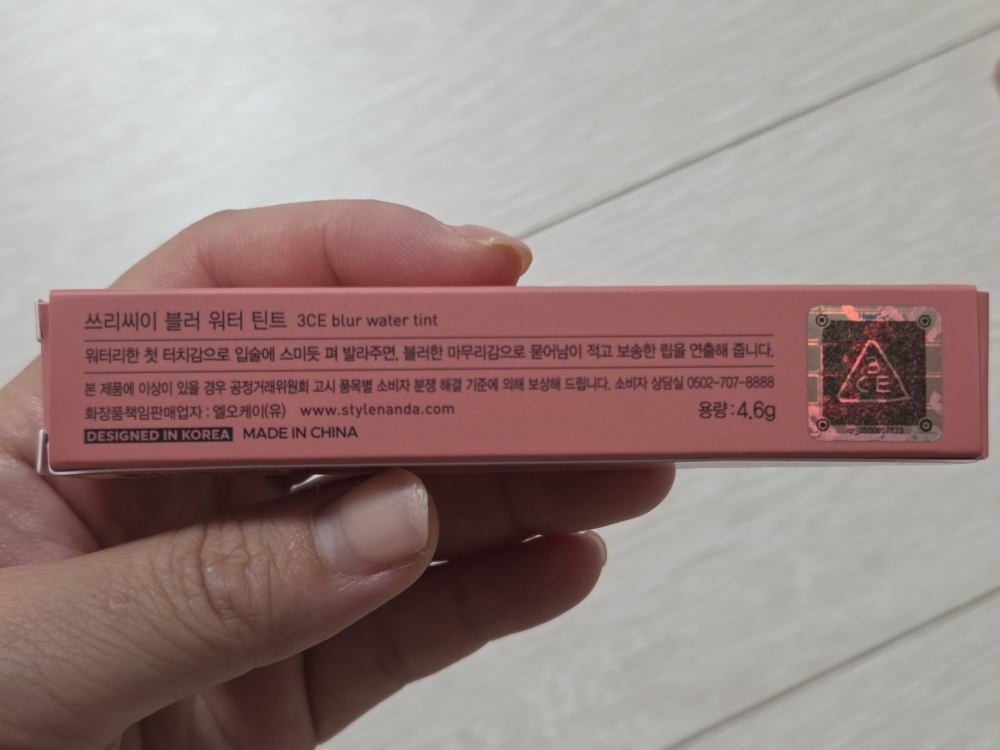 쓰리씨이 블러 워터 틴트 3CE blur water tint
워터리한 첫 터치감으로 입술에 스미듯 펴 발라주면, 블러한 마무리감으로 묻어남이 적고 보송한 립을 연출해 줍니다.
본 제품에 이상이 있을 경우 공정거래위원회 고시 품목별 소비자 분쟁 해결 기준에 의해 보상해 드립니다. 소비자 상담실 0502-707-8888
화장품책임판매업자 : 엘오케이(유) www.stylenanda.com
용량 : 4.6g
DESIGNED IN KOREA MADE IN CHINA
3
CE